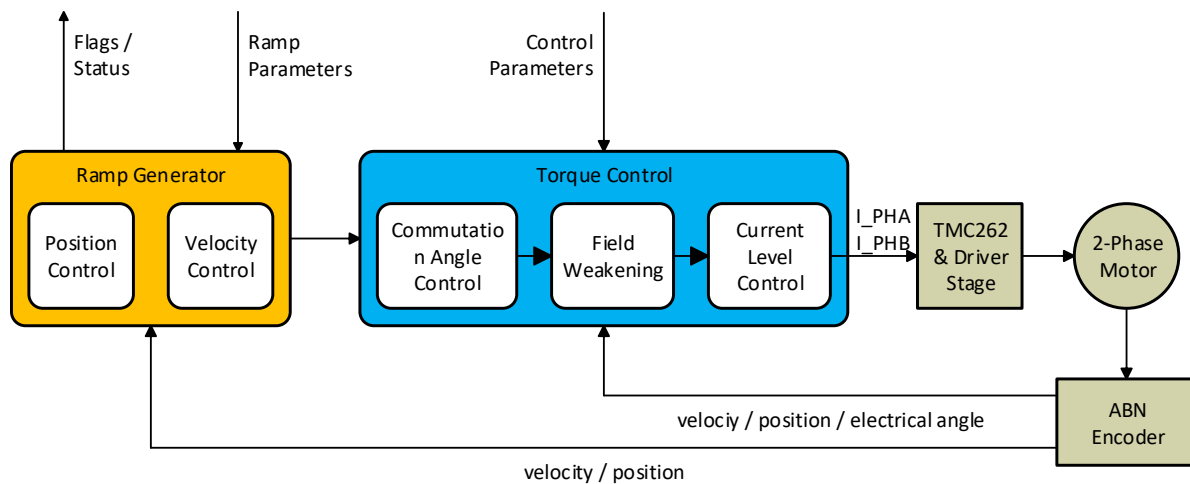 Flags /
Status
Ramp
Parameters
Control
Parameters
Ramp Generator
Position
Control
Velocity
Control
Torque Control
Commutatio
n Angle
Control
Field
Weakening
Current
Level
Control
I_PHA
I_PHB
TMC262
& Driver
Stage
2-Phase
Motor
ABN
Encoder
velociy / position / electrical angle
velocity / position